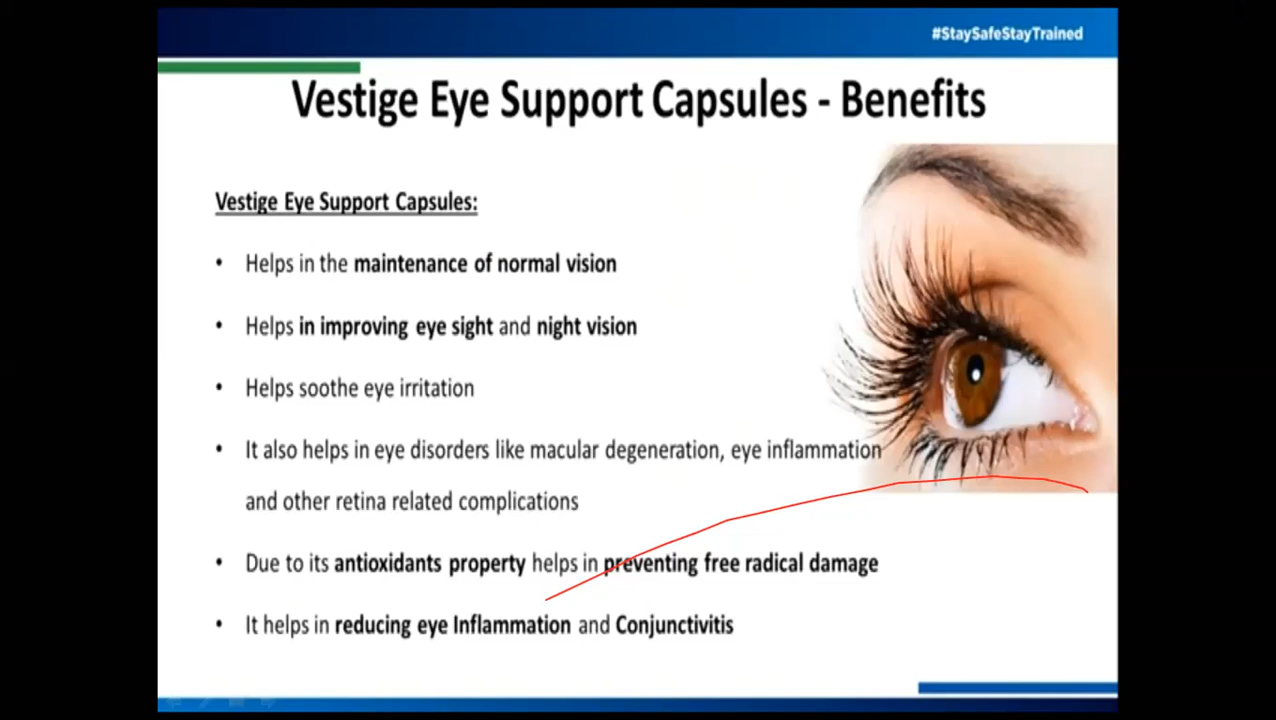 #StaySafeStayTrained
Vestige Eye Support Capsules - Benefits
Vestige Eye Support Capsules:
• Helps in the maintenance of normal vision
• Helps in improving eye sight and night vision
• Helps soothe eye irritation
• It also helps in eye disorders like macular degeneration, eye inflammation
and other retina related complications
• Due to its antioxidants property helps in preventing free radical damage
• It helps in reducing eye Inflammation and Conjunctivitis